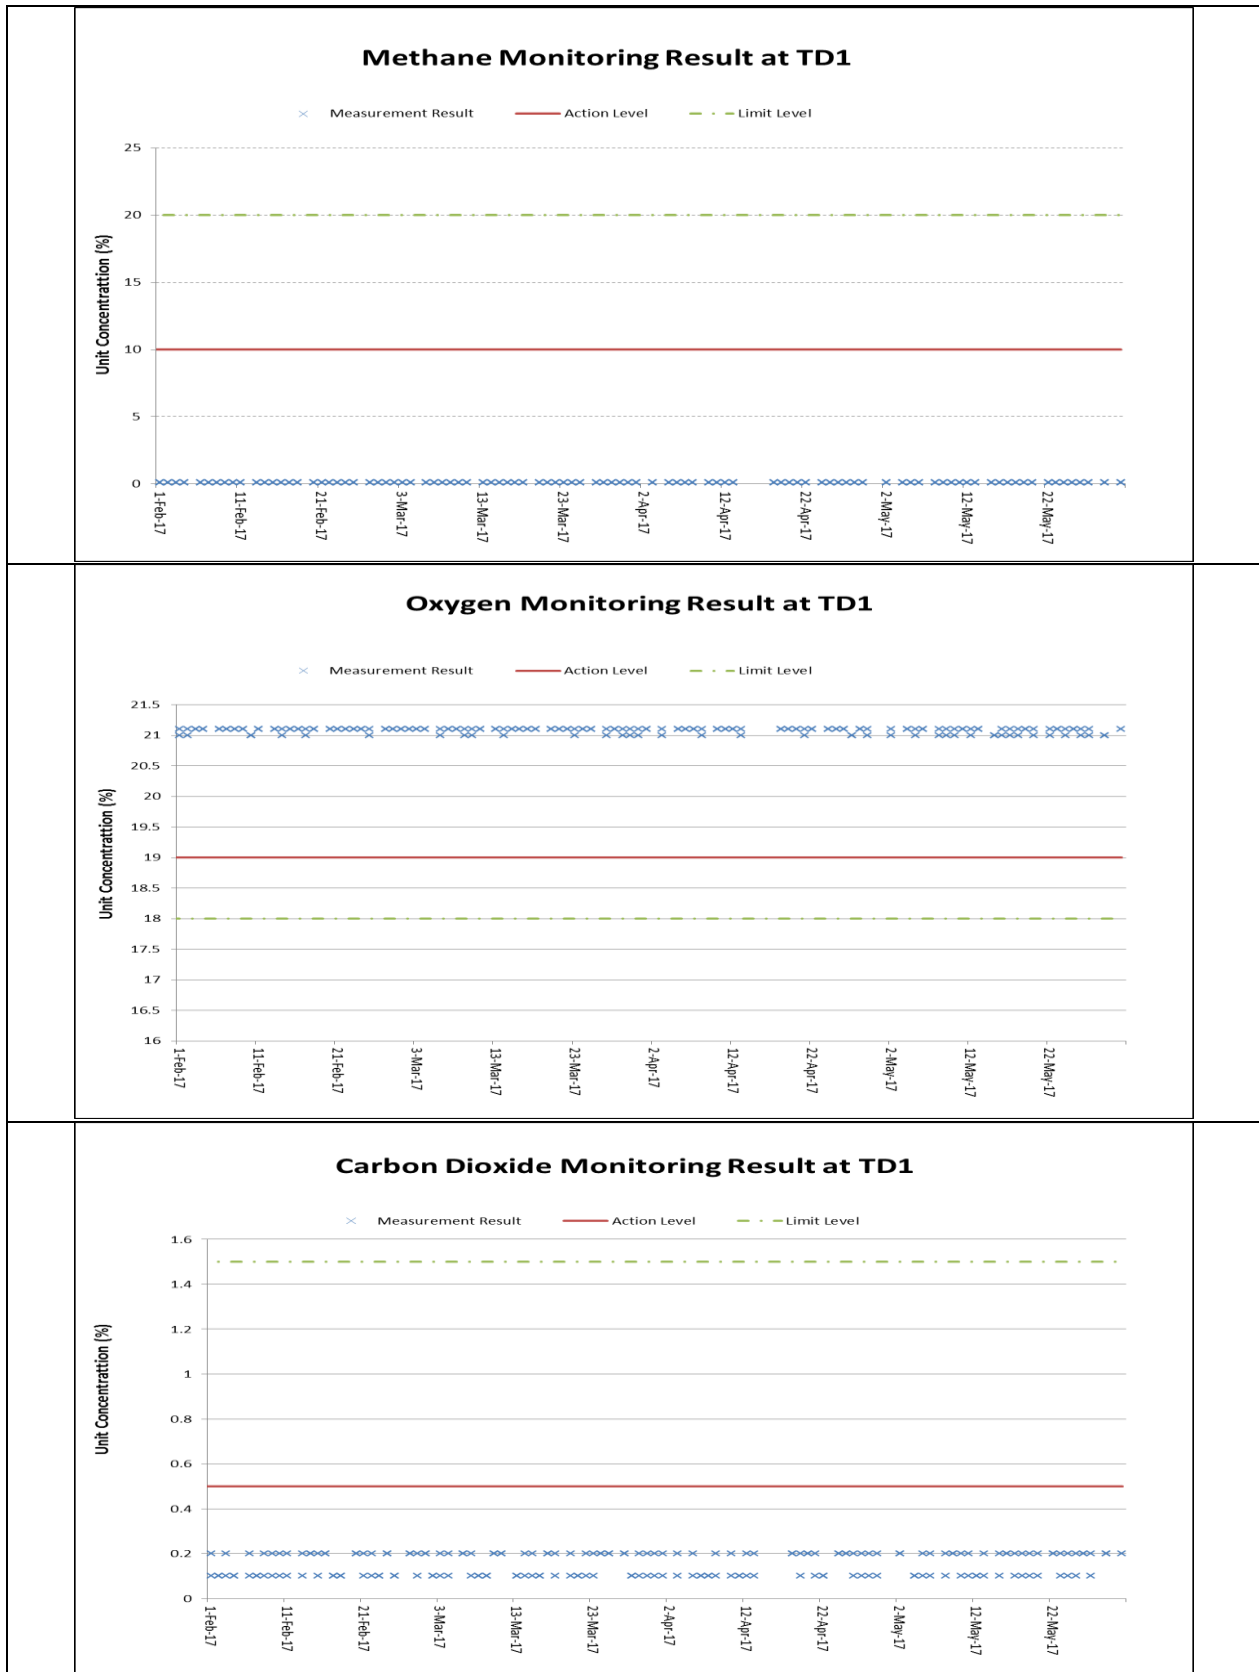 Methane Monitoring Result at TD1
Measurement Result Action Level Limit Level
Unit Concentrattion (%)
25
20
15
10
5
0
1-Feb-17 11-Feb-17 21-Feb-17 3-Mar-17 13-Mar-17 23-Mar-17 2-Apr-17 12-Apr-17 22-Apr-17 2-May-17 12-May-17 22-May-17
Oxygen Monitoring Result at TD1
Measurement Result Action Level Limit Level
Unit Concentrattion (%)
21.5
21
20.5
20
19.5
19
18.5
18
17.5
17
16.5
16
1-Feb-17 11-Feb-17 21-Feb-17 3-Mar-17 13-Mar-17 23-Mar-17 2-Apr-17 12-Apr-17 22-Apr-17 2-May-17 12-May-17 22-May-17
Carbon Dioxide Monitoring Result at TD1
Measurement Result Action Level Limit Level
Unit Concentrattion (%)
1.6
1.4
1.2
1
0.8
0.6
0.4
0.2
0
1-Feb-17 11-Feb-17 21-Feb-17 3-Mar-17 13-Mar-17 23-Mar-17 2-Apr-17 12-Apr-17 22-Apr-17 2-May-17 12-May-17 22-May-17